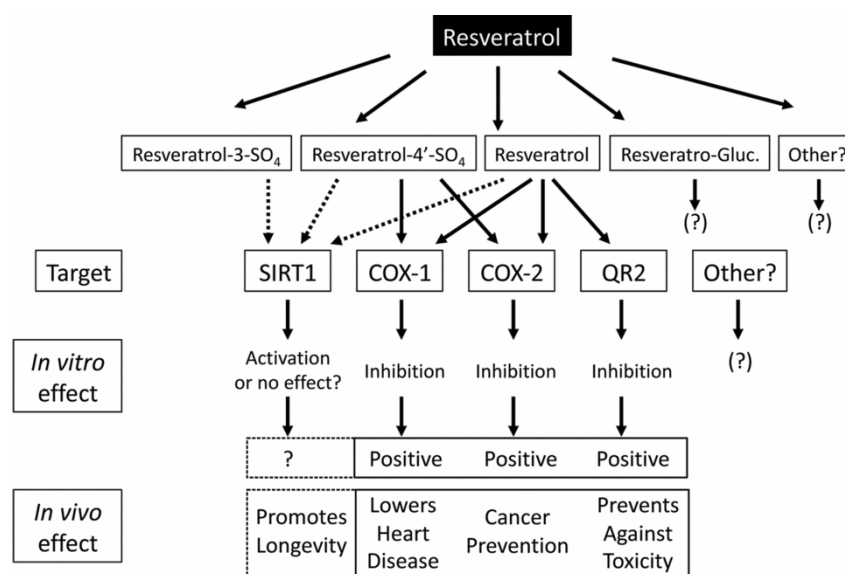 Resveratrol
Resveratrol-3-SO₄
Resveratrol-4’-SO₄
Resveratrol
Resveratro-Gluc.
Other?
(?)
(?)
Target
SIRT1
COX-1
COX-2
QR2
Other?
In vitro
effect
Activation
or no effect?
Inhibition
Inhibition
Inhibition
(?)
?
Positive
Positive
Positive
In vivo
effect
Promotes
Longevity
Lowers
Heart
Disease
Cancer
Prevention
Prevents
Against
Toxicity